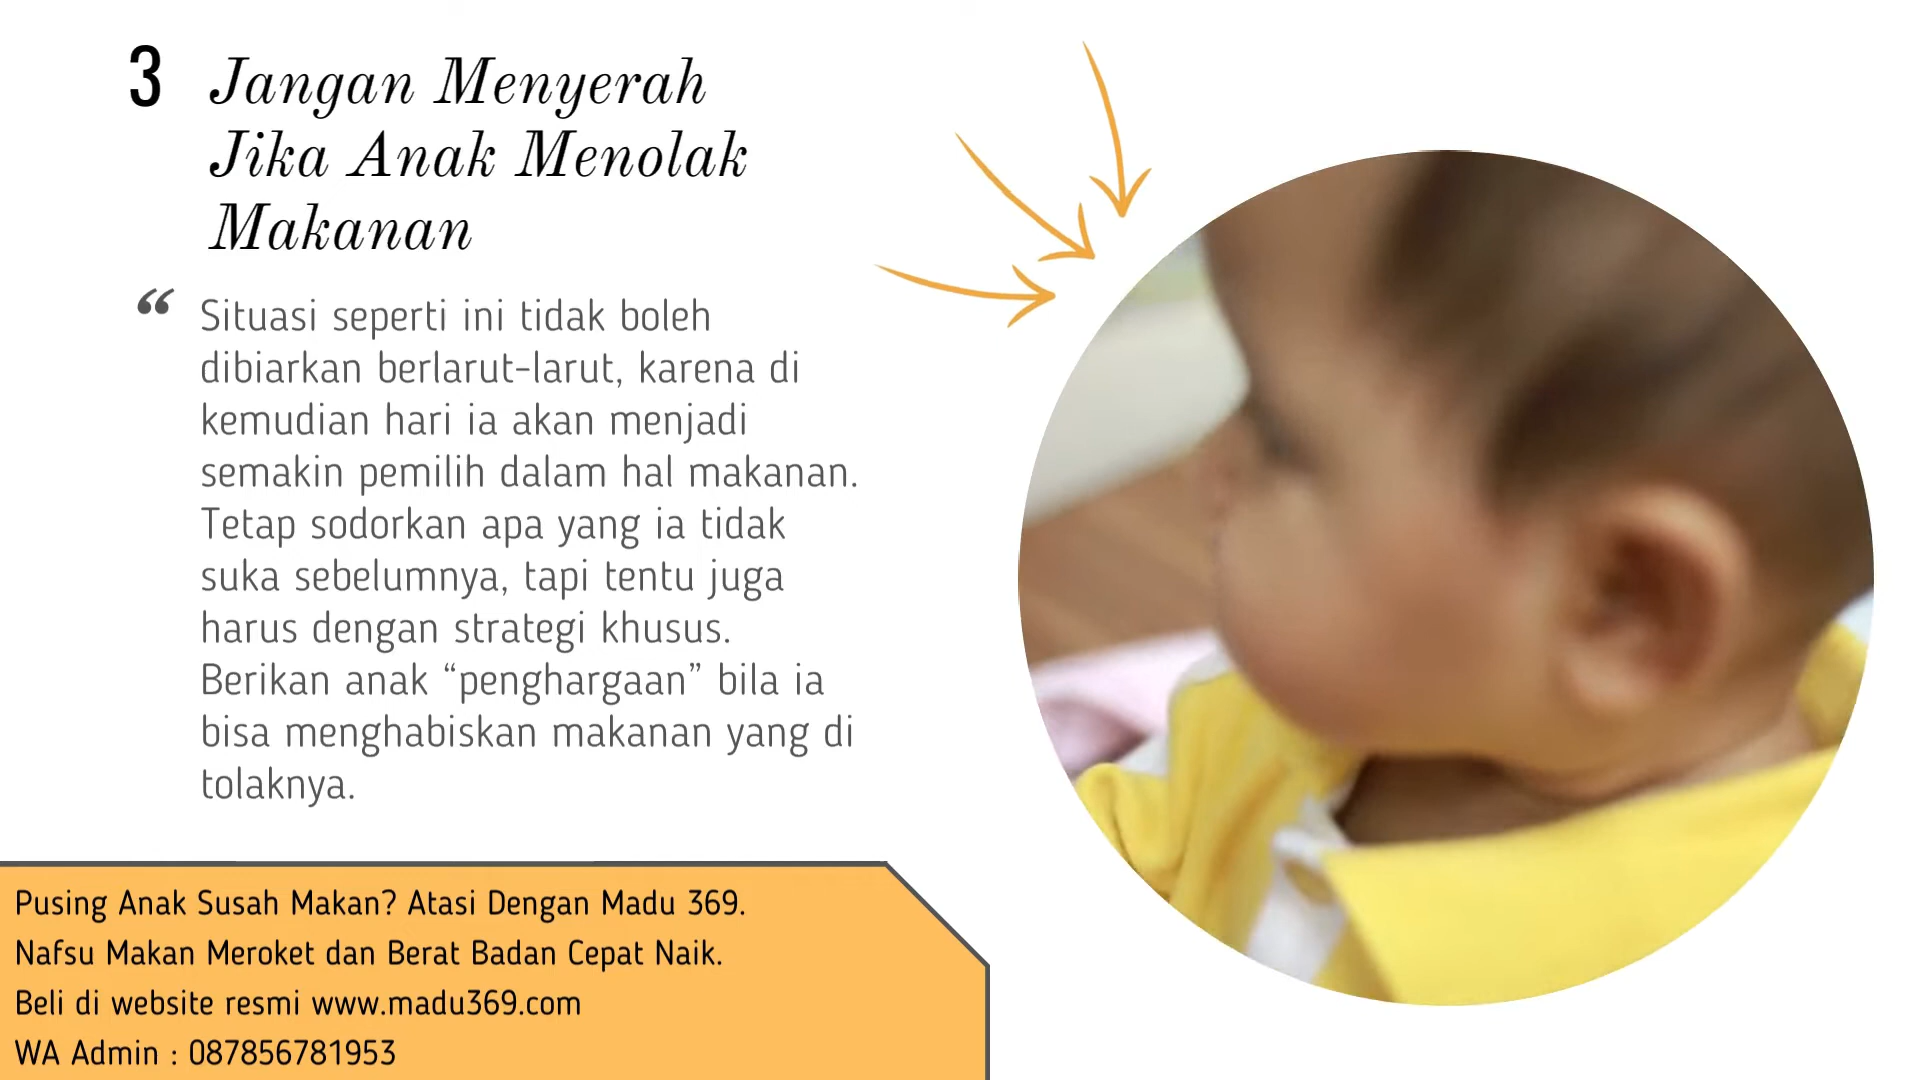 3 Jangan Menyerah
Jika Anak Menolak
Makanan
“ Situasi seperti ini tidak boleh
dibiarkan berlarut-larut, karena di
kemudian hari ia akan menjadi
semakin pemilih dalam hal makanan.
Tetap sodorkan apa yang ia tidak
suka sebelumnya, tapi tentu juga
harus dengan strategi khusus.
Berikan anak “penghargaan” bila ia
bisa menghabiskan makanan yang di
tolaknya.
Pusing Anak Susah Makan? Atasi Dengan Madu 369.
Nafsu Makan Meroket dan Berat Badan Cepat Naik.
Beli di website resmi www.madu369.com
WA Admin : 087856781953